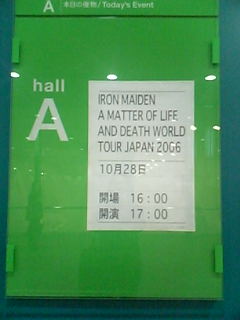 A 本日の催物/Today's Event
hall
A
IRON MAIDEN
A MATTER OF LIFE
AND DEATH WORLD
TOUR JAPAN 2006
10月28日
開場 16:00
開演 17:00